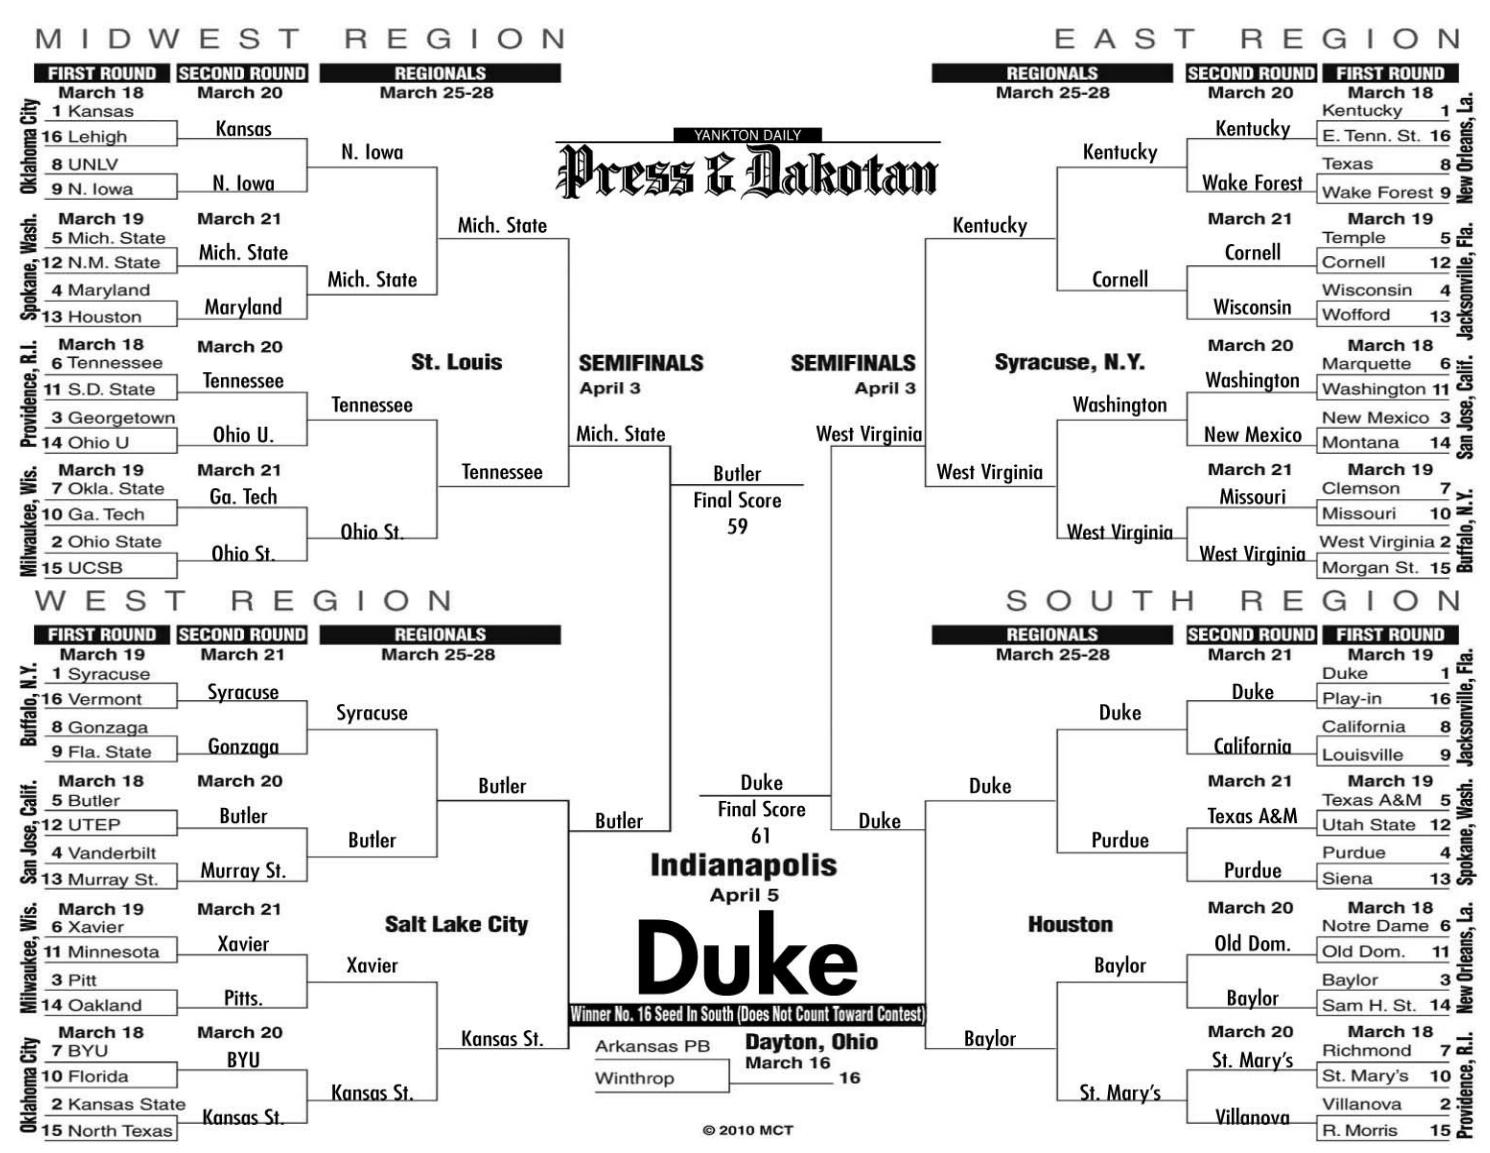 MIDWEST REGION
FIRST ROUND SECOND ROUND REGIONALS
March 18 March 20 March 25-28
Oklahoma City
1 Kansas
16 Lehigh
8 UNLV
9 N. Iowa
Kansas
N. Iowa
N. Iowa
Spokane, Wash.
March 19 March 21
5 Mich. State
12 N.M. State
4 Maryland
13 Houston
Mich. State
Maryland
Mich. State
Mich. State
Providence, R.I.
March 18 March 20
6 Tennessee
11 S.D. State
3 Georgetown
14 Ohio U
Tennessee
Ohio U.
Tennessee
St. Louis
Milwaukee, Wis.
March 19 March 21
7 Okla. State
10 Ga. Tech
2 Ohio State
15 UCSB
Ga. Tech
Ohio St.
Ohio St.
Tennessee
YANKTON DAILY
Press & Dakotan
SEMIFINALS
April 3
Mich. State
Butler
Final Score
59
SEMIFINALS
April 3
West Virginia
EAST REGION
REGIONALS SECOND ROUND FIRST ROUND
March 25-28 March 20 March 18
Kentucky 1
E. Tenn. St. 16
Texas 8
Wake Forest 9
New Orleans, La.
Kentucky
Wake Forest
Kentucky
Kentucky
March 21 March 19
Temple 5
Cornell 12
Wisconsin 4
Wofford 13
Jacksonville, Fla.
Cornell
Wisconsin
Cornell
March 20 March 18
Marquette 6
Washington 11
New Mexico 3
Montana 14
San Jose, Calif.
Washington
New Mexico
Washington
Syracuse, N.Y.
West Virginia
March 21 March 19
Clemson 7
Missouri 10
West Virginia 2
Morgan St. 15
Buffalo, N.Y.
Missouri
West Virginia
West Virginia
WEST REGION
FIRST ROUND SECOND ROUND REGIONALS
March 19 March 21 March 25-28
Buffalo, N.Y.
1 Syracuse
16 Vermont
8 Gonzaga
9 Fla. State
Syracuse
Gonzaga
Syracuse
San Jose, Calif.
March 18 March 20
5 Butler
12 UTEP
4 Vanderbilt
13 Murray St.
Butler
Murray St.
Butler
Butler
Milwaukee, Wis.
March 19 March 21
6 Xavier
11 Minnesota
3 Pitt
14 Oakland
Xavier
Pitts.
Xavier
Salt Lake City
Oklahoma City
March 18 March 20
7 BYU
10 Florida
2 Kansas State
15 North Texas
BYU
Kansas St.
Kansas St.
Kansas St.
Butler
Duke
Final Score
61
Duke
Indianapolis
April 5
Duke
Winner No. 16 Seed In South (Does Not Count Toward Contest)
Arkansas PB
Winthrop
Dayton, Ohio
March 16
16
© 2010 MCT
SOUTH REGION
REGIONALS SECOND ROUND FIRST ROUND
March 25-28 March 21 March 19
Duke 1
Play-in 16
California 8
Louisville 9
Jacksonville, Fla.
Duke
California
Duke
Duke
March 21 March 19
Texas A&M 5
Utah State 12
Purdue 4
Siena 13
Spokane, Wash.
Texas A&M
Purdue
Purdue
Houston
March 20 March 18
Notre Dame 6
Old Dom. 11
Baylor 3
Sam H. St. 14
New Orleans, La.
Old Dom.
Baylor
Baylor
Baylor
March 20 March 18
Richmond 7
St. Mary's 10
Villanova 2
R. Morris 15
Providence, R.I.
St. Mary's
Villanova
St. Mary's